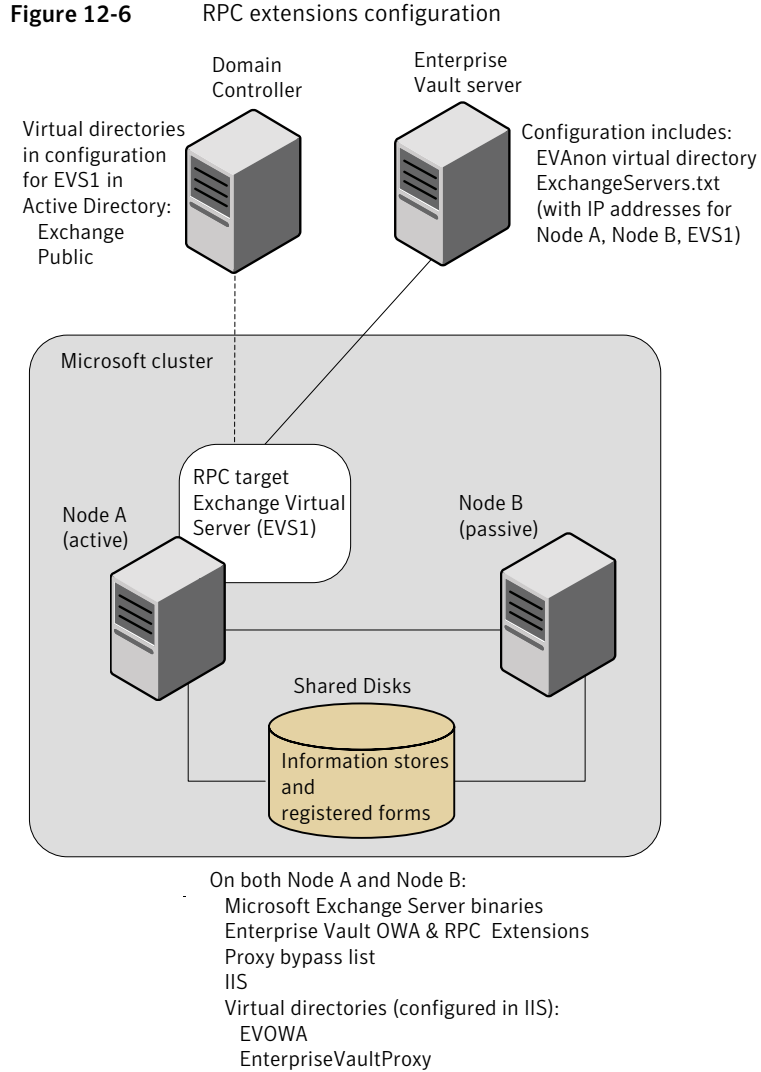 Figure 12-6 RPC extensions configuration
Domain
Controller
Enterprise
Vault server
Virtual directories
in configuration
for EVS1 in
Active Directory:
Exchange
Public
Configuration includes:
EVAnon virtual directory
ExchangeServers.txt
(with IP addresses for
Node A, Node B, EVS1)
Microsoft cluster
RPC target
Exchange Virtual
Server (EVS1)
Node A
(active)
Node B
(passive)
Shared Disks
Information stores
and
registered forms
On both Node A and Node B:
Microsoft Exchange Server binaries
Enterprise Vault OWA & RPC Extensions
Proxy bypass list
IIS
Virtual directories (configured in IIS):
EVOWA
EnterpriseVaultProxy